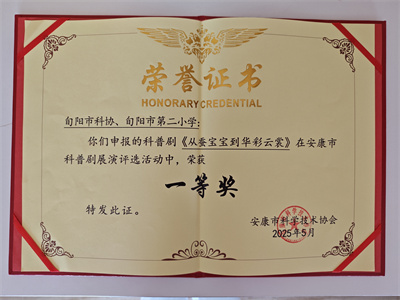 荣誉证书
HONORARY CREDENTIAL
旬阳市科协、旬阳市第二小学：
你们申报的科普剧《从蚕宝宝到华彩云裳》在安康市
科普剧展演评选活动中，荣获
一等奖
特发此证。
安康市科学技术协会
2025年5月